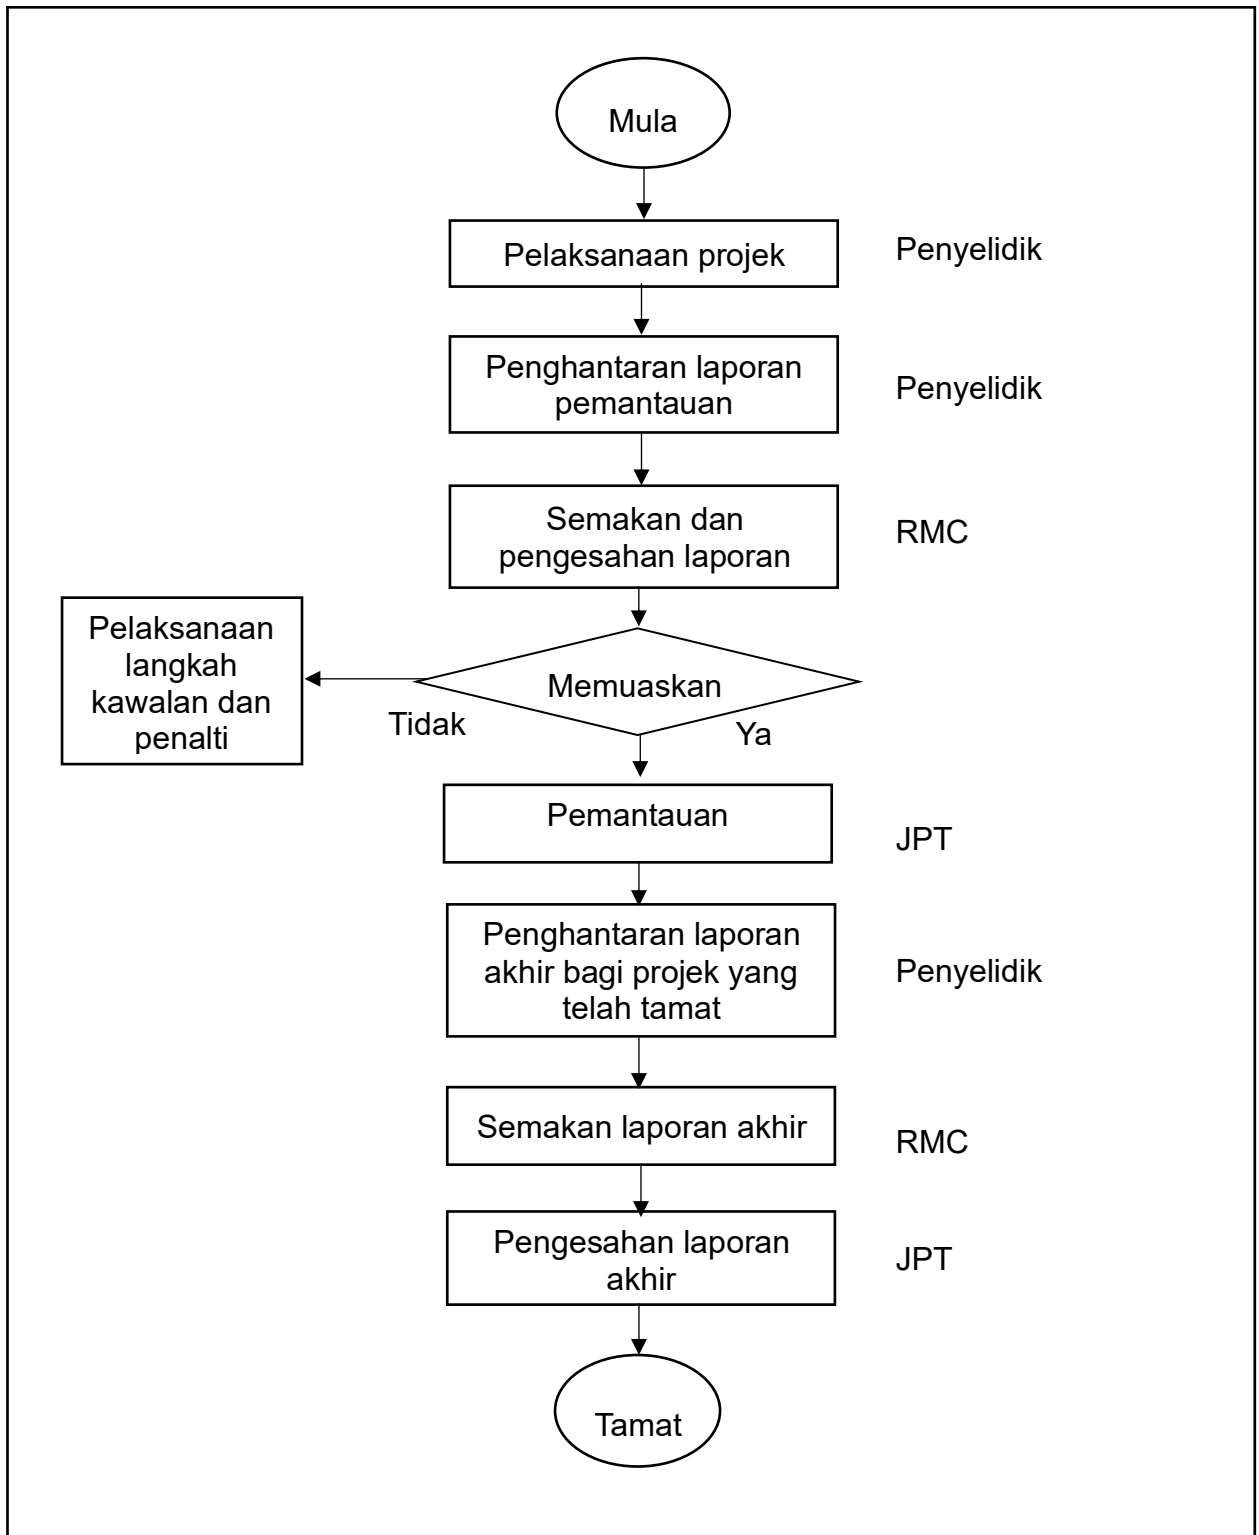 Mula
Pelaksanaan projek
Penyelidik
Penghantaran laporan
pemantauan
Penyelidik
Semakan dan
pengesahan laporan
RMC
Pelaksanaan
langkah
kawalan dan
penalti
Memuaskan
Tidak
Ya
Pemantauan
JPT
Penghantaran laporan
akhir bagi projek yang
telah tamat
Penyelidik
Semakan laporan akhir
RMC
Pengesahan laporan
akhir
JPT
Tamat